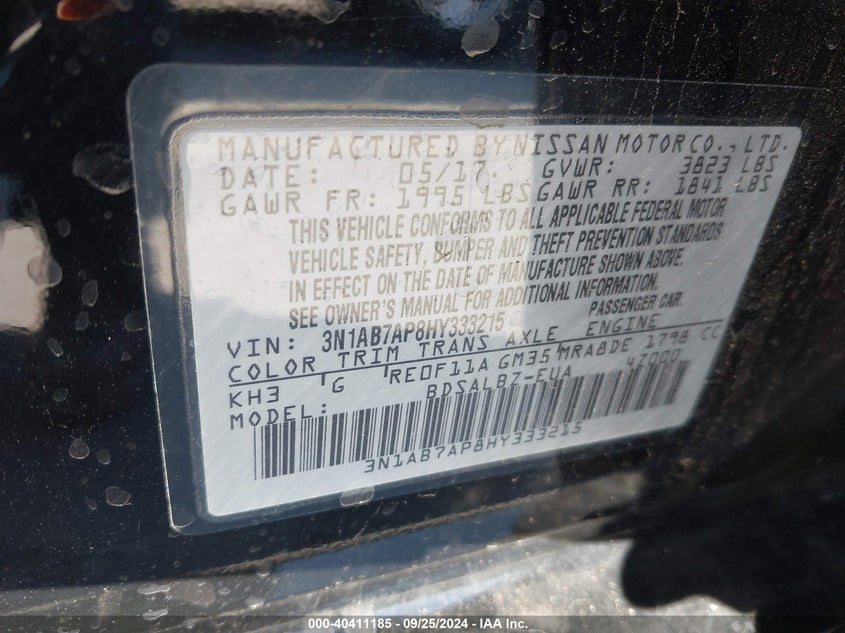 MANUFACTURED BY NISSAN MOTOR CO., LTD.
DATE: 05/17 GVWR: 3823 LBS
GAWR FR: 1995 LBS GAWR RR: 1841 LBS
THIS VEHICLE CONFORMS TO ALL APPLICABLE FEDERAL MOTOR
VEHICLE SAFETY, BUMPER AND THEFT PREVENTION STANDARDS
IN EFFECT ON THE DATE OF MANUFACTURE SHOWN ABOVE.
SEE OWNER'S MANUAL FOR ADDITIONAL INFORMATION.
VIN: 3N1AB7AP8HY333215 PASSENGER CAR
COLOR TRIM TRANS AXLE ENGINE
KH3 G RE0F11A GM35 MRA8DE 1798 CC
MODEL: BDSALBZ-EUA 47000
3N1AB7AP8HY333215
000-40411185 - 09/25/2024 - IAA Inc.